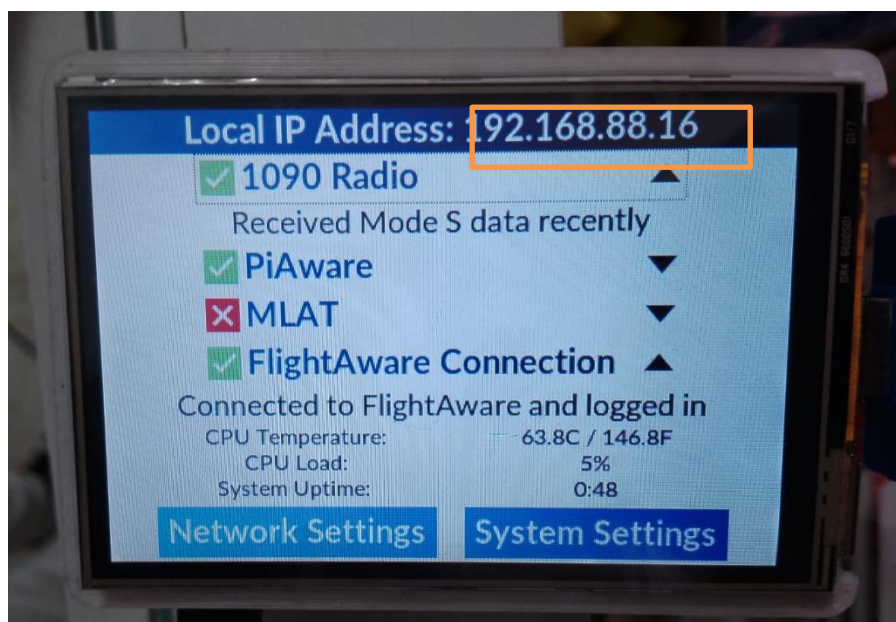 Local IP Address: 192.168.88.16
1090 Radio
Received Mode S data recently
PiAware
MLAT
FlightAware Connection
Connected to FlightAware and logged in
CPU Temperature: 63.8C / 146.8F
CPU Load: 5%
System Uptime: 0:48
Network Settings System Settings